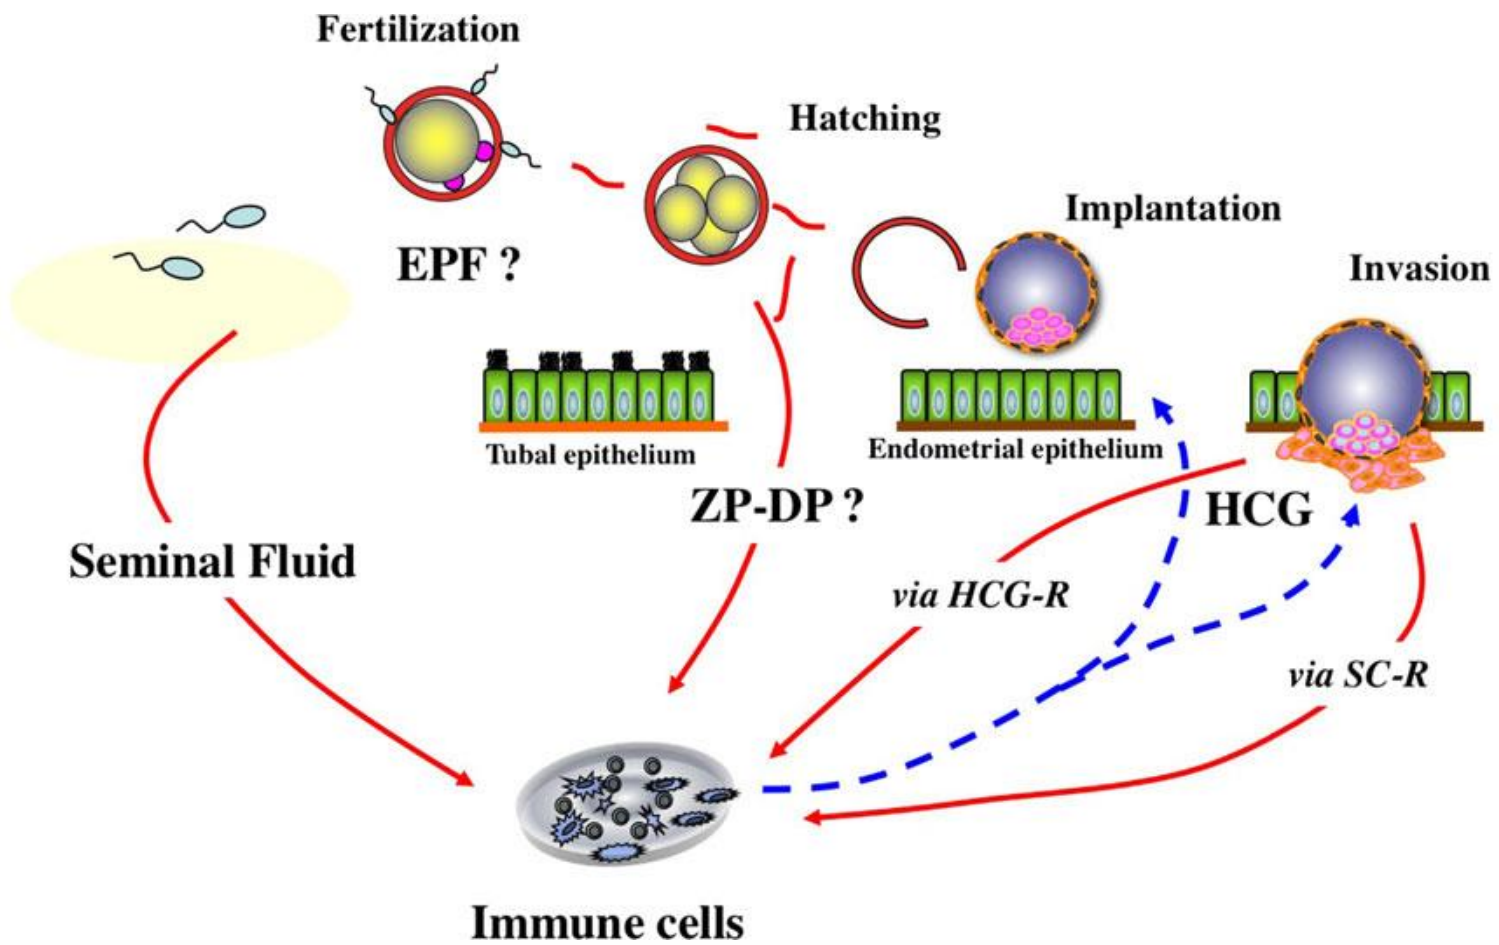 Fertilization
Hatching
Implantation
Invasion
EPF ?
Tubal epithelium
Endometrial epithelium
ZP-DP ?
HCG
Seminal Fluid
via HCG-R
via SC-R
Immune cells